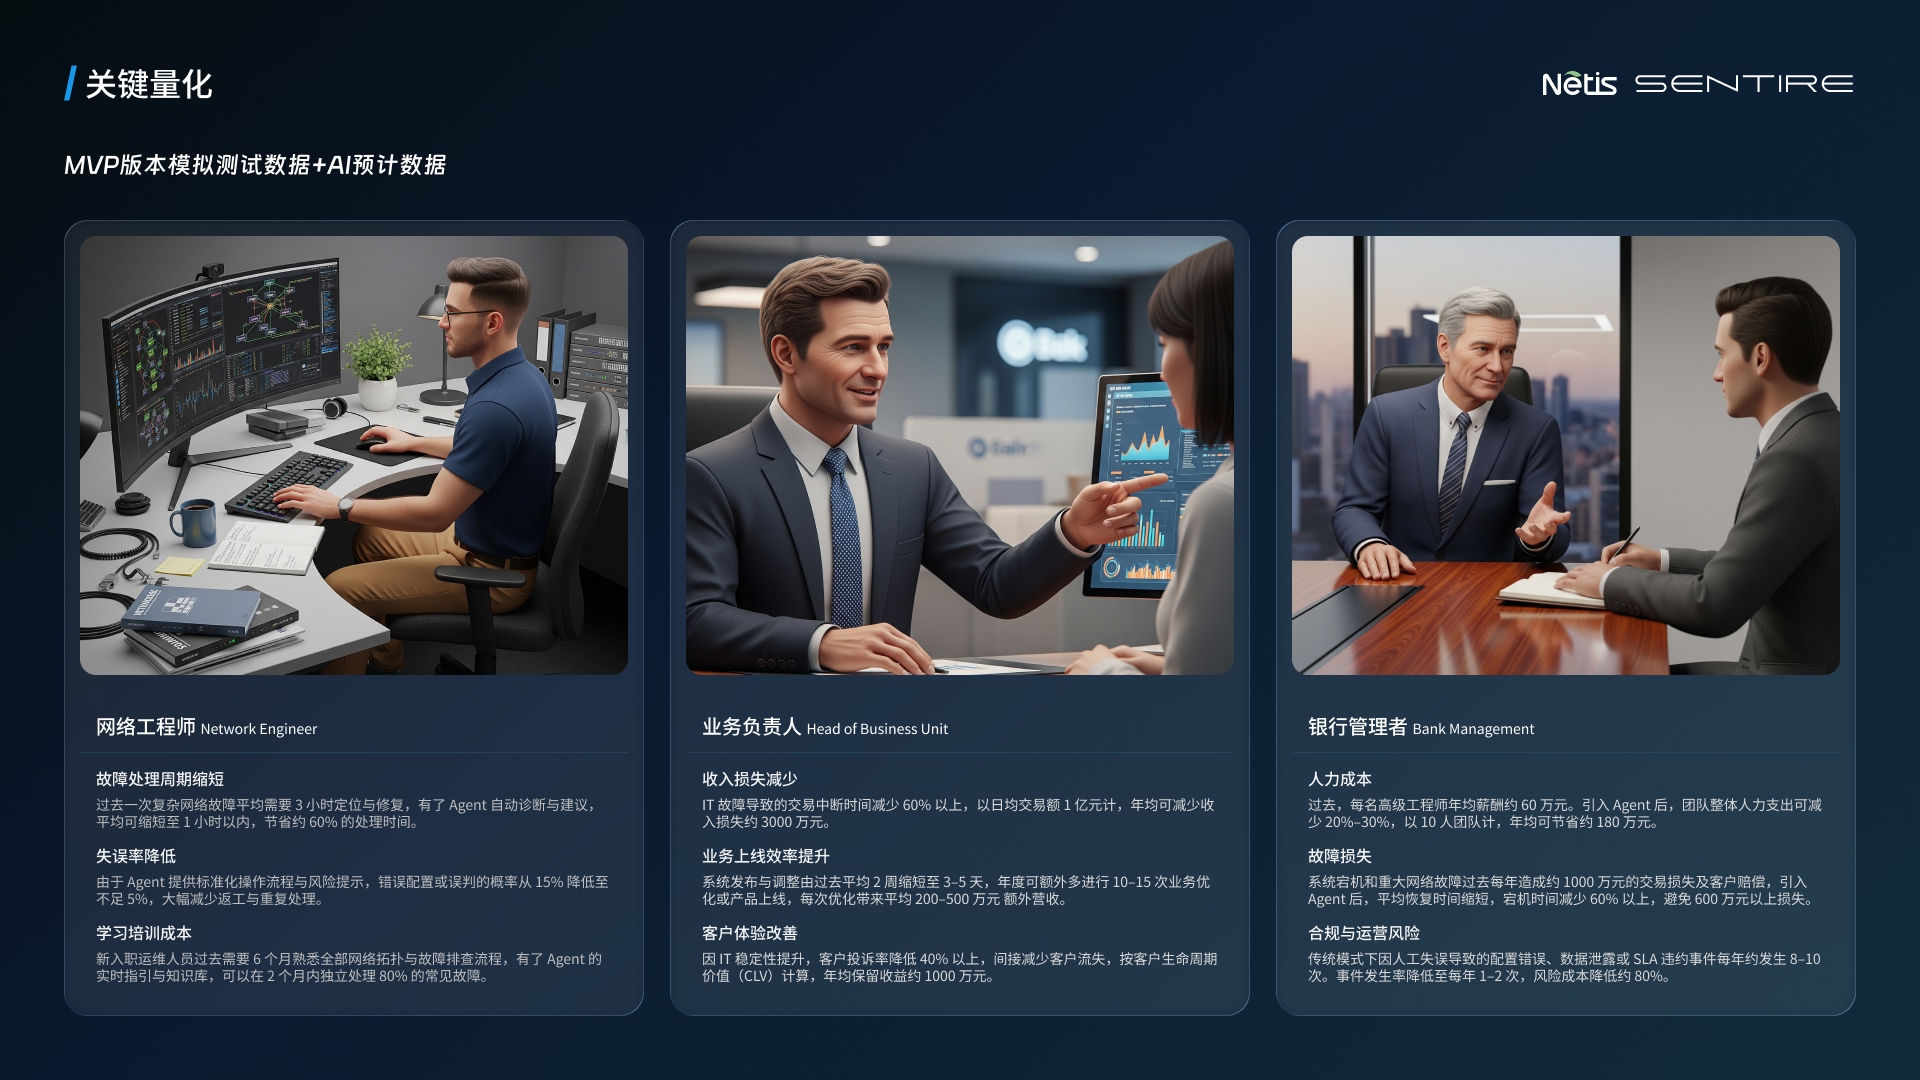 关键量化
Netis SENTIRE
MVP版本模拟测试数据+AI预计数据
网络工程师 Network Engineer
故障处理周期缩短
过去一次复杂网络故障平均需要 3 小时定位与修复，有了 Agent 自动诊断与建议，
平均可缩短至 1 小时以内，节省约 60% 的处理时间。
失误率降低
由于 Agent 提供标准化操作流程与风险提示，错误配置或误判的概率从 15% 降低至
不足 5%，大幅减少返工与重复处理。
学习培训成本
新入职运维人员过去需要 6 个月熟悉全部网络拓扑与故障排查流程，有了 Agent 的
实时指引与知识库，可以在 2 个月内独立处理 80% 的常见故障。
业务负责人 Head of Business Unit
收入损失减少
IT 故障导致的交易中断时间减少 60% 以上，以日均交易额 1 亿元计，年均可减少收
入损失约 3000 万元。
业务上线效率提升
系统发布与调整由过去平均 2 周缩短至 3–5 天，年度可额外多进行 10–15 次业务优
化或产品上线，每次优化带来平均 200–500 万元 额外营收。
客户体验改善
因 IT 稳定性提升，客户投诉率降低 40% 以上，间接减少客户流失，按客户生命周期
价值（CLV）计算，年均保留收益约 1000 万元。
银行管理者 Bank Management
人力成本
过去，每名高级工程师年均薪酬约 60 万元。引入 Agent 后，团队整体人力支出可减
少 20%–30%，以 10 人团队计，年均可节省约 180 万元。
故障损失
系统宕机和重大网络故障过去每年造成约 1000 万元的交易损失及客户赔偿，引入
Agent 后，平均恢复时间缩短，宕机时间减少 60% 以上，避免 600 万元以上损失。
合规与运营风险
传统模式下因人工失误导致的配置错误、数据泄露或 SLA 违约事件每年约发生 8–10
次。事件发生率降低至每年 1–2 次，风险成本降低约 80%。